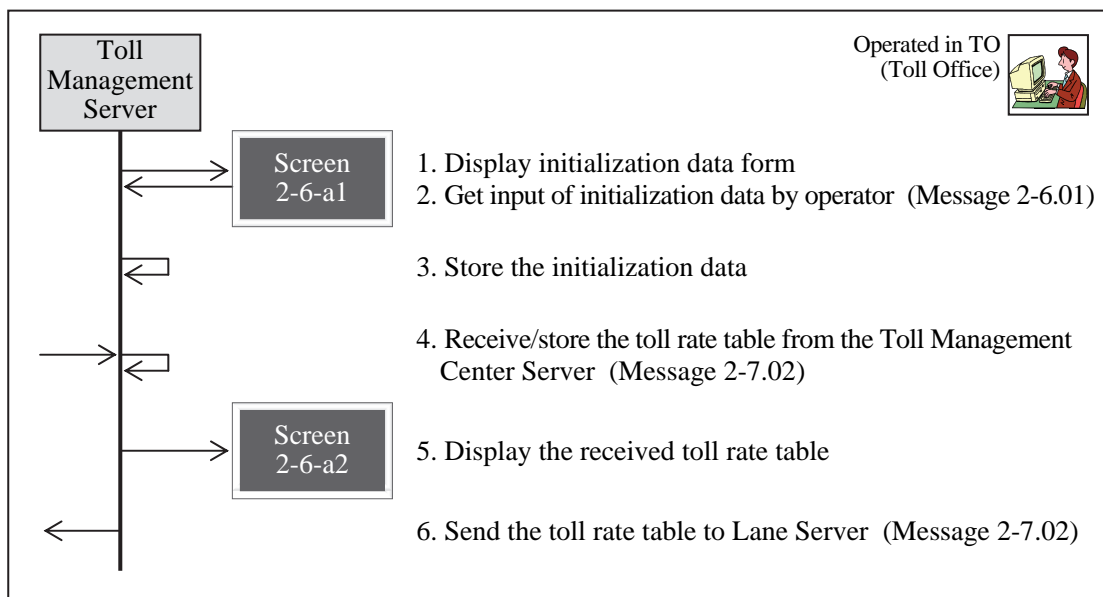 Toll
Management
Server
Operated in TO
(Toll Office)
Screen
2-6-a1
1. Display initialization data form
2. Get input of initialization data by operator (Message 2-6.01)
3. Store the initialization data
4. Receive/store the toll rate table from the Toll Management
Center Server (Message 2-7.02)
Screen
2-6-a2
5. Display the received toll rate table
6. Send the toll rate table to Lane Server (Message 2-7.02)